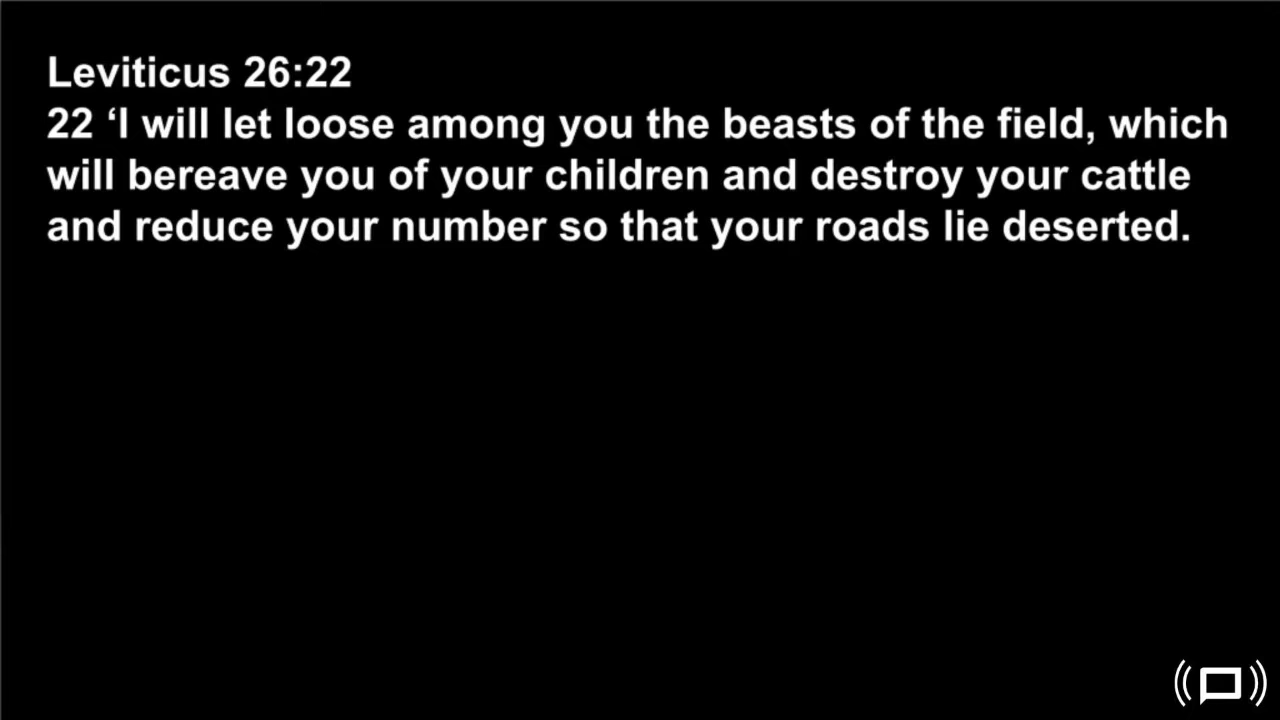 Leviticus 26:22
22 ‘I will let loose among you the beasts of the field, which
will bereave you of your children and destroy your cattle
and reduce your number so that your roads lie deserted.